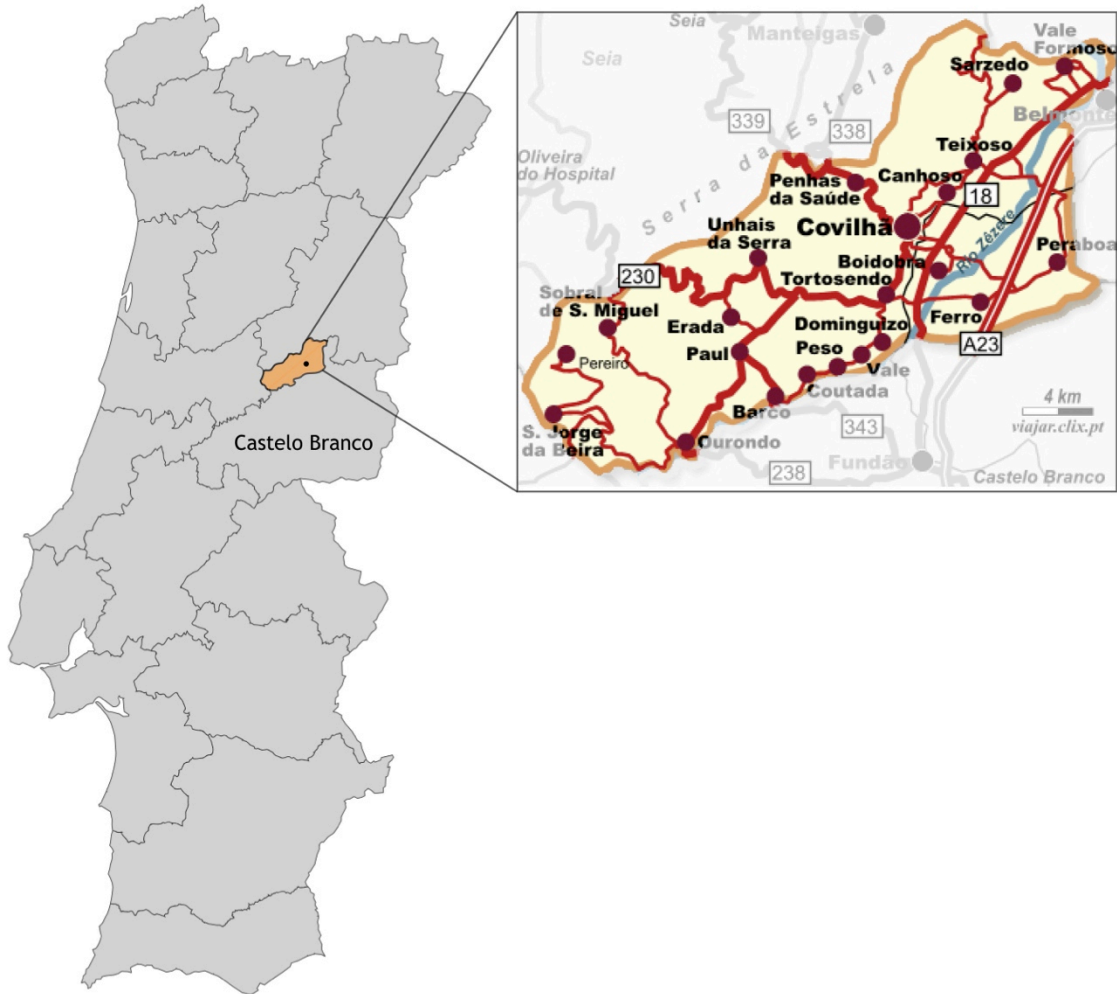 Castelo Branco
Seia
Manteigas
Vale
Formoso
Seia
Sarzedo
Belmonte
339
338
Serra da Estrela
Oliveira
do Hospital
Teixoso
Penhas
da Saúde
Canhoso
18
Unhais
da Serra
Covilhã
Rio Zêzere
Peraboa
230
Boidobra
Tortosendo
Sobral
de S. Miguel
Erada
Dominguizo
Ferro
Paul
Peso
A23
Pereiro
Vale
Coutada
Barco
4 km
viajar.clix.pt
S. Jorge
da Beira
Ourondo
343
Fundão
238
Castelo Branco